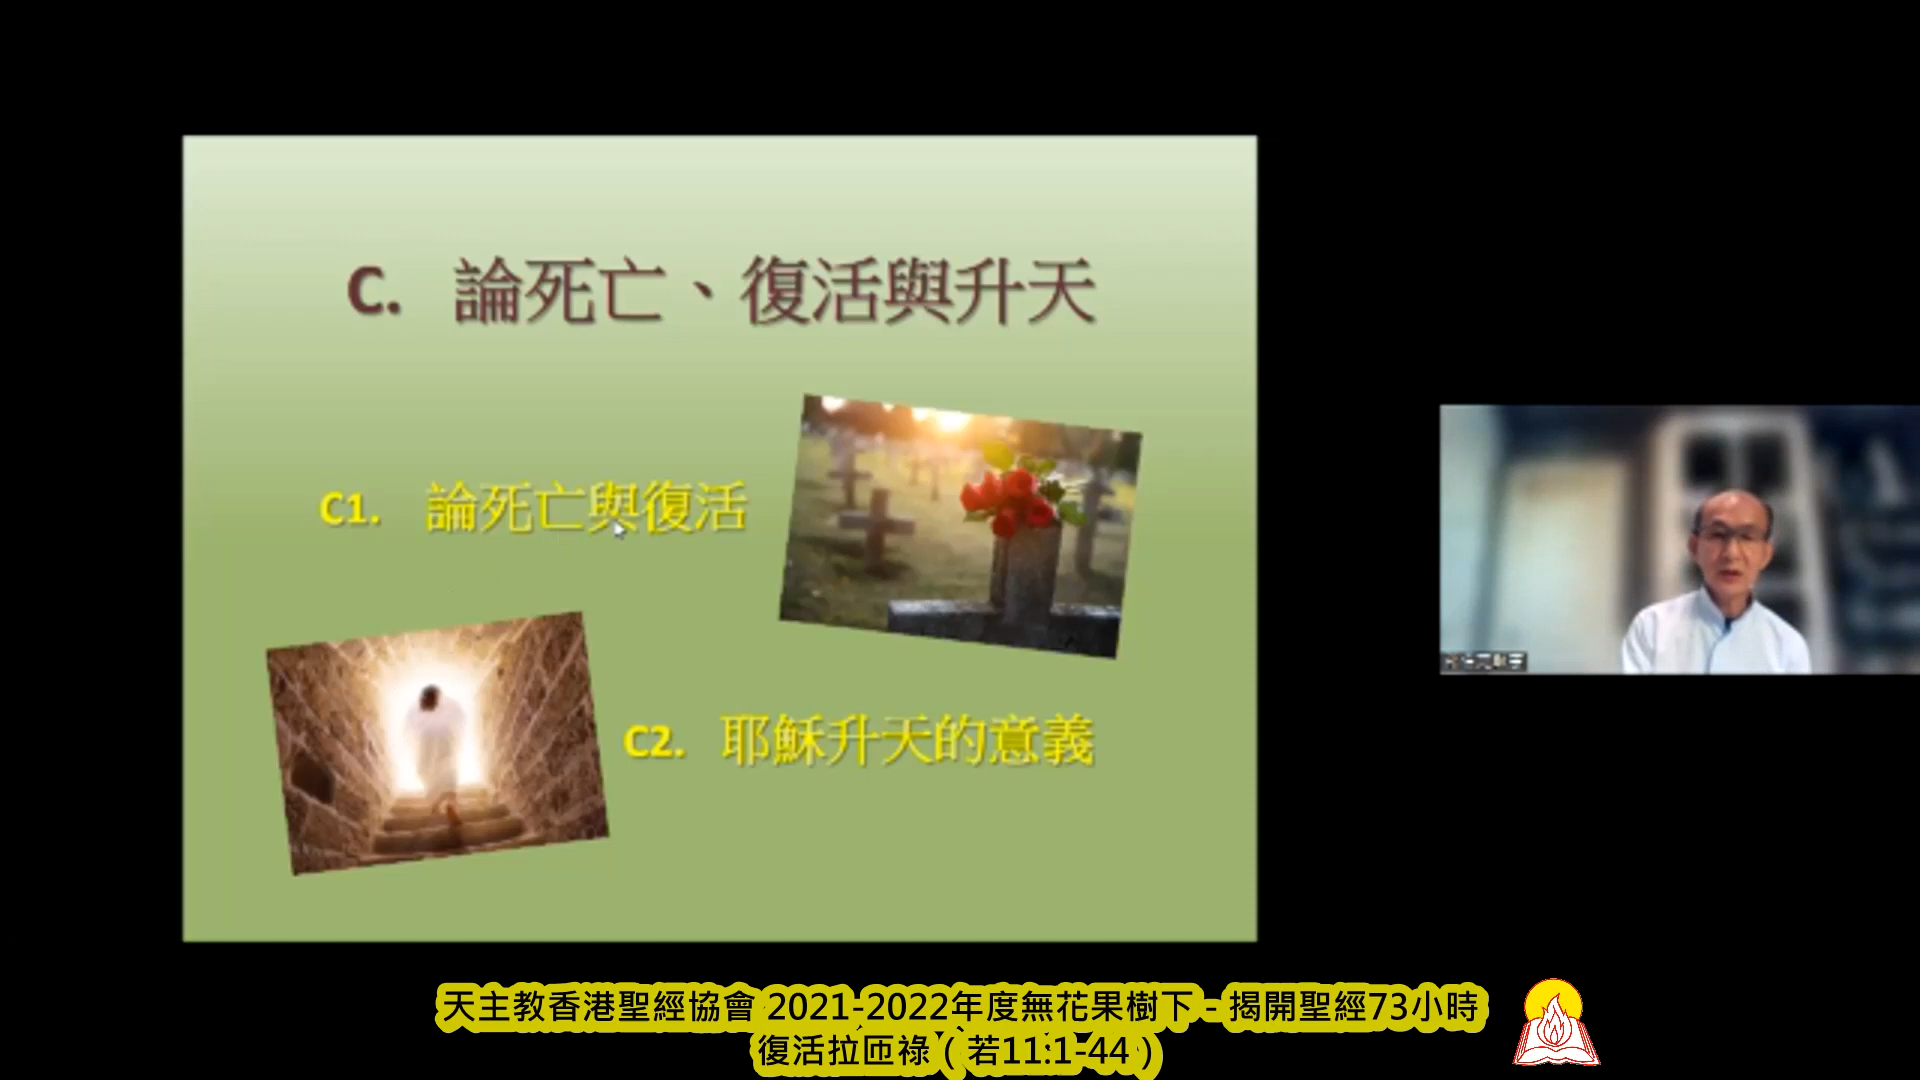 C. 論死亡、復活與升天
C1. 論死亡與復活
C2. 耶穌升天的意義
天主教香港聖經協會 2021-2022年度無花果樹下 - 揭開聖經73小時
復活拉匝祿（若11:1-44）